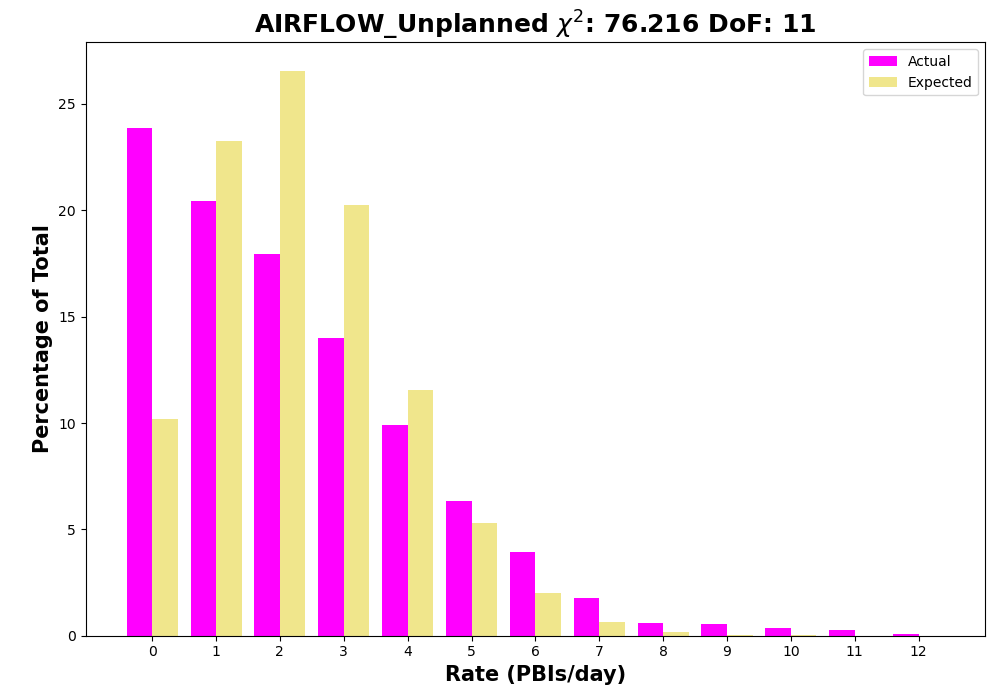 AIRFLOW_Unplanned χ²: 76.216 DoF: 11
Actual
Expected
Percentage of Total
25
20
15
10
5
0
0 1 2 3 4 5 6 7 8 9 10 11 12
Rate (PBIs/day)